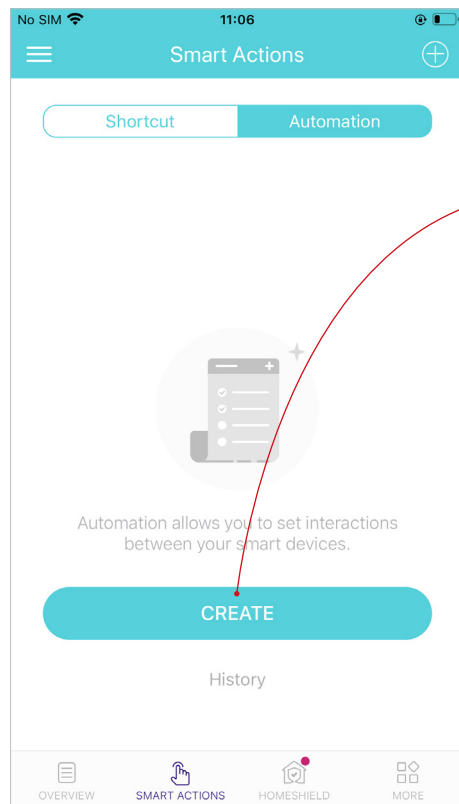 No SIM 11:06
Smart Actions
Shortcut Automation
Automation allows you to set interactions
between your smart devices.
CREATE
History
OVERVIEW SMART ACTIONS HOMESHIELD MORE